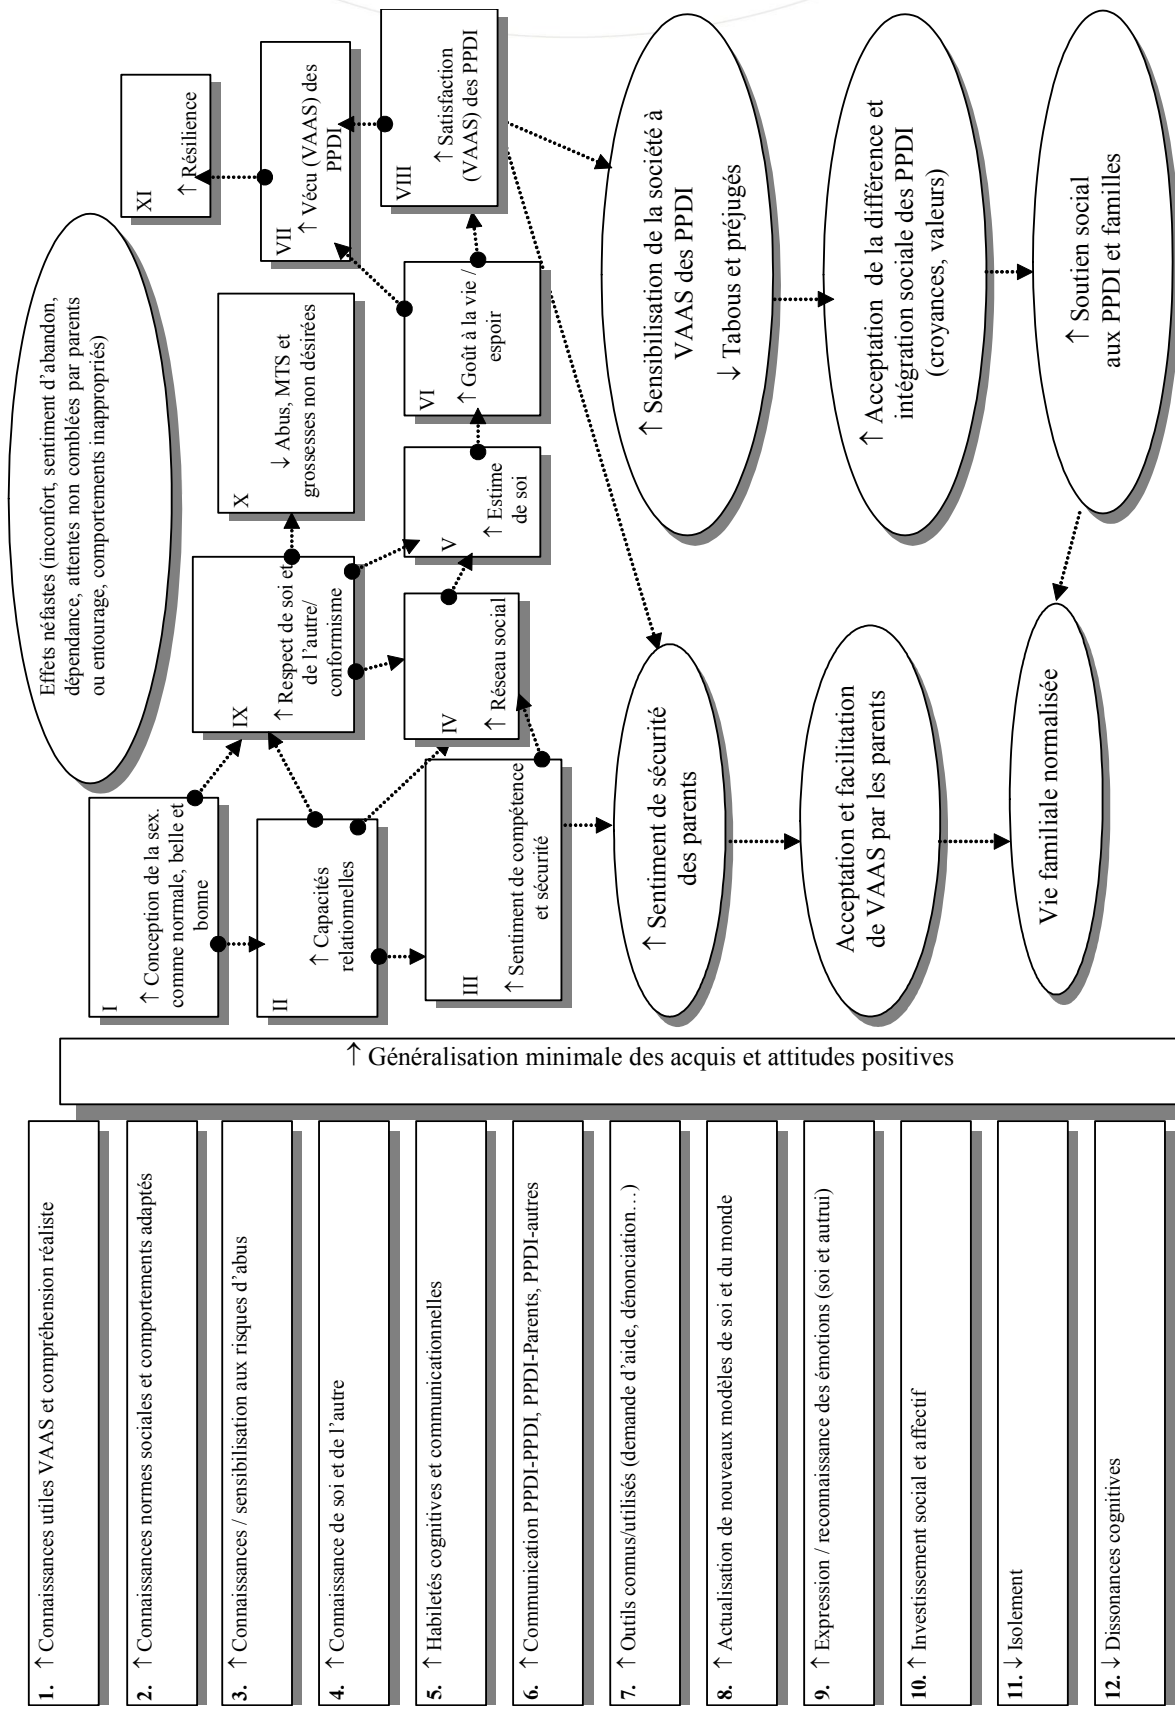 1. ↑ Connaissances utiles VAAS et compréhension réaliste
2. ↑ Connaissances normes sociales et comportements adaptés
3. ↑ Connaissances / sensibilisation aux risques d'abus
4. ↑ Connaissance de soi et de l'autre
5. ↑ Habiletés cognitives et communicationnelles
6. ↑ Communication PPDI-PPDI, PPDI-Parents, PPDI-autres
7. ↑ Outils connus/utilisés (demande d'aide, dénonciation…)
8. ↑ Actualisation de nouveaux modèles de soi et du monde
9. ↑ Expression / reconnaissance des émotions (soi et autrui)
10. ↑ Investissement social et affectif
11. ↓ Isolement
12. ↓ Dissonances cognitives
↑ Généralisation minimale des acquis et attitudes positives
I
↑ Conception de la sex.
comme normale, belle et
bonne
II
↑ Capacités
relationnelles
III
↑ Sentiment de compétence
et sécurité
IV
↑ Réseau social
V
↑ Estime
de soi
VI
↑ Goût à la vie /
espoir
VII
↑ Vécu (VAAS) des
PPDI
VIII
↑ Satisfaction
(VAAS) des PPDI
IX
↑ Respect de soi et
de l'autre/
conformisme
X
↓ Abus, MTS et
grossesses non désirées
XI
↑ Résilience
Effets néfastes (inconfort, sentiment d'abandon,
dépendance, attentes non comblées par parents
ou entourage, comportements inappropriés)
↑ Sentiment de sécurité
des parents
Acceptation et facilitation
de VAAS par les parents
Vie familiale normalisée
↑ Sensibilisation de la société à
VAAS des PPDI
↓ Tabous et préjugés
↑ Acceptation de la différence et
intégration sociale des PPDI
(croyances, valeurs)
↑ Soutien social
aux PPDI et familles